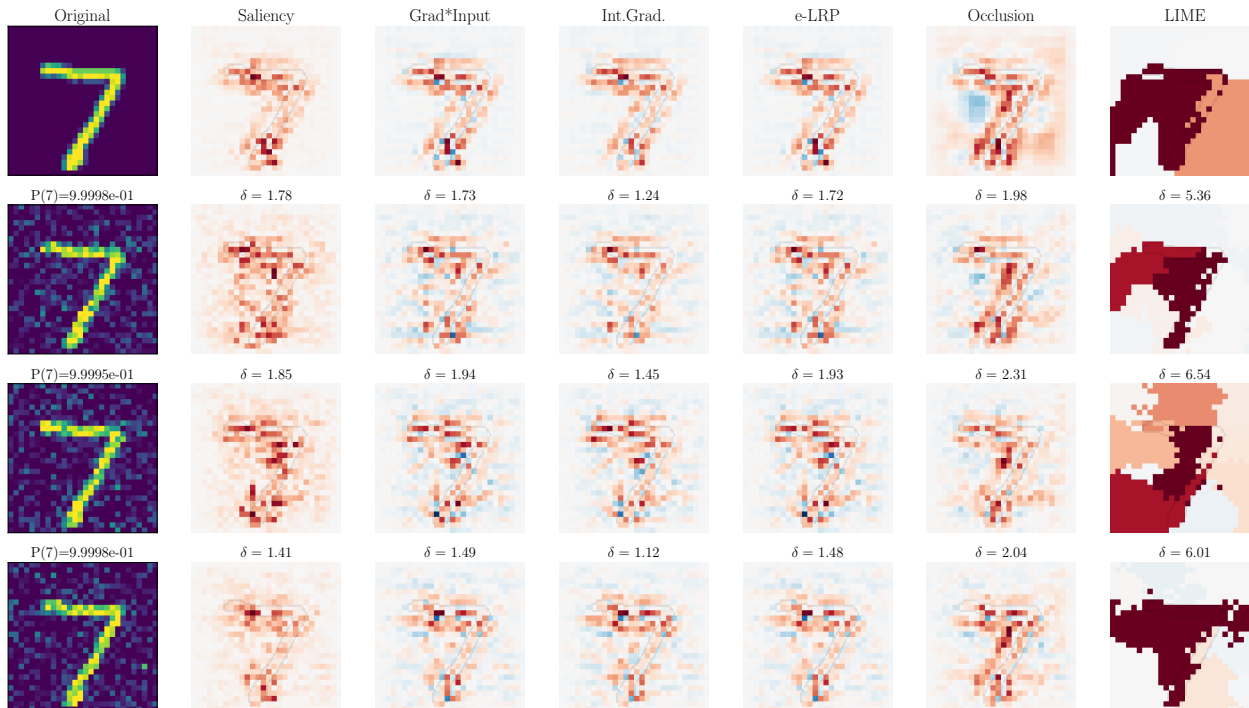 Original Saliency Grad*Input Int.Grad. e-LRP Occlusion LIME
P(7)=9.9998e-01 δ = 1.78 δ = 1.73 δ = 1.24 δ = 1.72 δ = 1.98 δ = 5.36
P(7)=9.9995e-01 δ = 1.85 δ = 1.94 δ = 1.45 δ = 1.93 δ = 2.31 δ = 6.54
P(7)=9.9998e-01 δ = 1.41 δ = 1.49 δ = 1.12 δ = 1.48 δ = 2.04 δ = 6.01